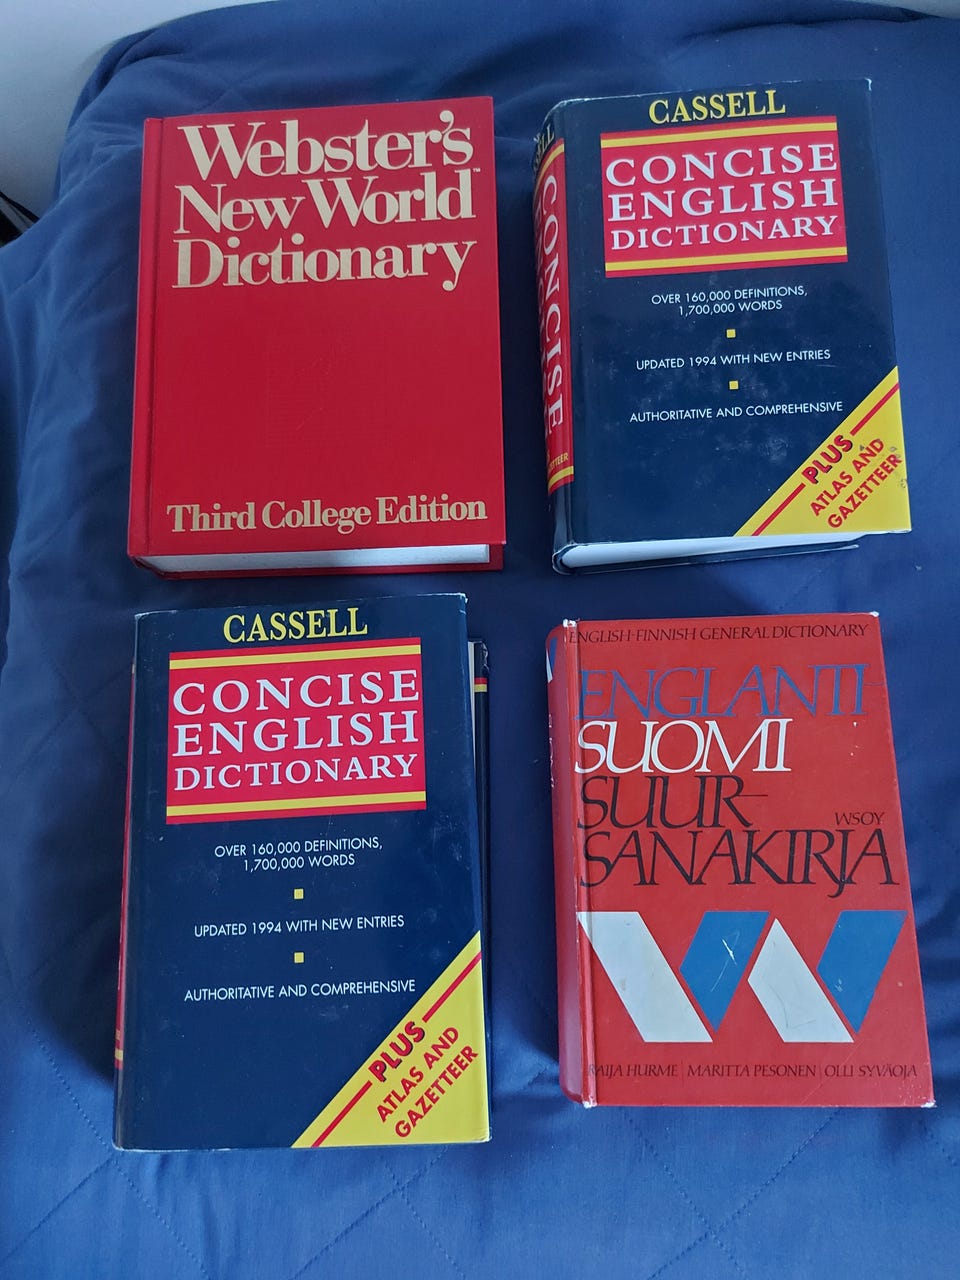 Webster's
New World™
Dictionary
Third College Edition
CASSELL
CONCISE
ENGLISH
DICTIONARY
OVER 160,000 DEFINITIONS,
1,700,000 WORDS
UPDATED 1994 WITH NEW ENTRIES
AUTHORITATIVE AND COMPREHENSIVE
PLUS
ATLAS AND
GAZETTEER
CONCISE
CASSELL
CONCISE
ENGLISH
DICTIONARY
OVER 160,000 DEFINITIONS,
1,700,000 WORDS
UPDATED 1994 WITH NEW ENTRIES
AUTHORITATIVE AND COMPREHENSIVE
PLUS
ATLAS AND
GAZETTEER
ENGLISH-FINNISH GENERAL DICTIONARY
ENGLANTI-
SUOMI
SUUR-
WSOY
SANAKIRJA
RAIJA HURME MARITTA PESONEN OLLI SYVÄOJA